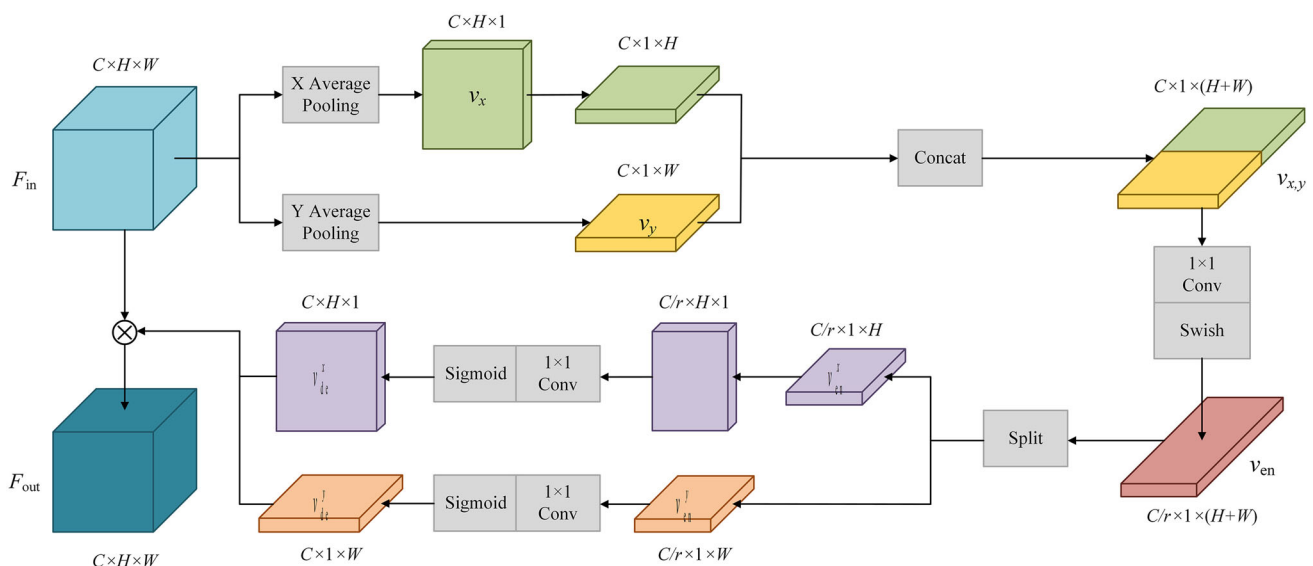 C×H×W
F_in
X Average
Pooling
C×H×1
v_x
C×1×H
Y Average
Pooling
C×1×W
v_y
Concat
C×1×(H+W)
v_x,y
1×1
Conv
Swish
v_en
C/r×1×(H+W)
Split
C/r×1×H
C/r×H×1
1×1
Conv
Sigmoid
C×H×1
C/r×1×W
1×1
Conv
Sigmoid
C×1×W
F_out
C×H×W